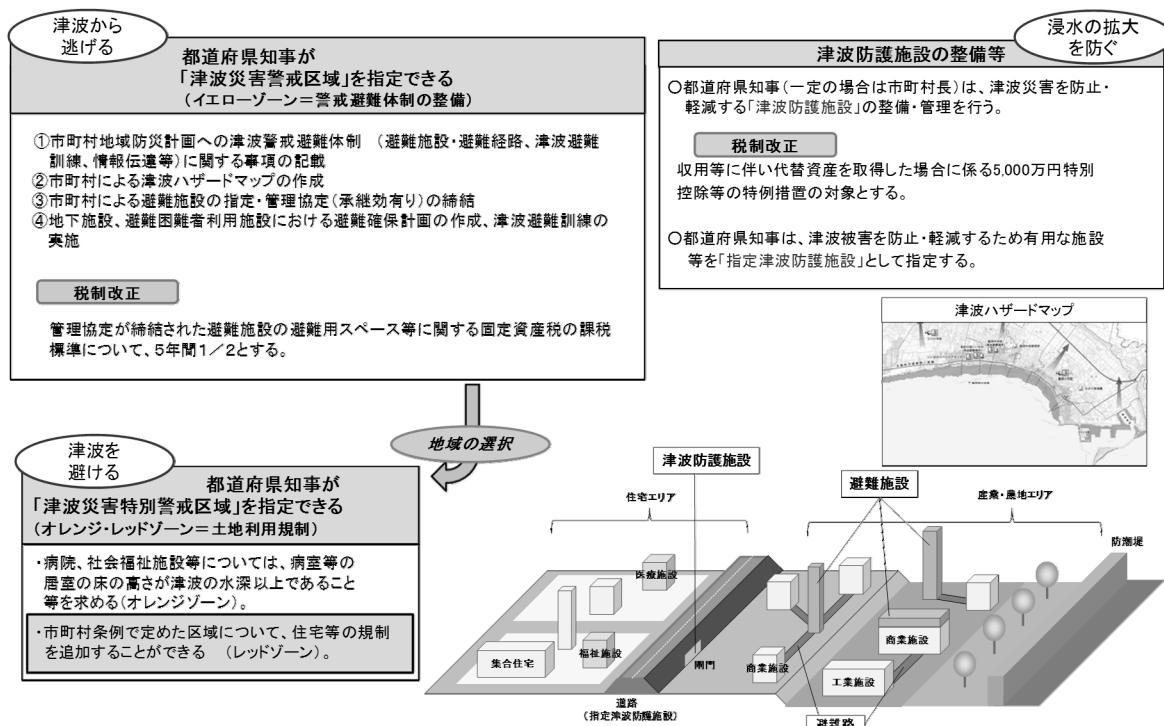 津波から
逃げる
都道府県知事が
「津波災害警戒区域」を指定できる
(イエローゾーン=警戒避難体制の整備)
①市町村地域防災計画への津波警戒避難体制 (避難施設・避難経路、津波避難
訓練、情報伝達等)に関する事項の記載
②市町村による津波ハザードマップの作成
③市町村による避難施設の指定・管理協定(承継効有り)の締結
④地下施設、避難困難者利用施設における避難確保計画の作成、津波避難訓練の
実施
税制改正
管理協定が締結された避難施設の避難用スペース等に関する固定資産税の課税
標準について、5年間1/2とする。
浸水の拡大
を防ぐ
津波防護施設の整備等
○都道府県知事(一定の場合は市町村長)は、津波災害を防止・
軽減する「津波防護施設」の整備・管理を行う。
税制改正
収用等に伴い代替資産を取得した場合に係る5,000万円特別
控除等の特例措置の対象とする。
○都道府県知事は、津波被害を防止・軽減するため有用な施設
等を「指定津波防護施設」として指定する。
津波ハザードマップ
地域の選択
津波を
避ける
都道府県知事が
「津波災害特別警戒区域」を指定できる
(オレンジ・レッドゾーン=土地利用規制)
・病院、社会福祉施設等については、病室等の
居室の床の高さが津波の水深以上であること
等を求める(オレンジゾーン)。
・市町村条例で定めた区域について、住宅等の規制
を追加することができる (レッドゾーン)。
津波防護施設
避難施設
住宅エリア
産業・農地エリア
防潮堤
医療施設
商業施設
福祉施設
集合住宅
閘門
商業施設
工業施設
道路
(指定津波防護施設)
避難路